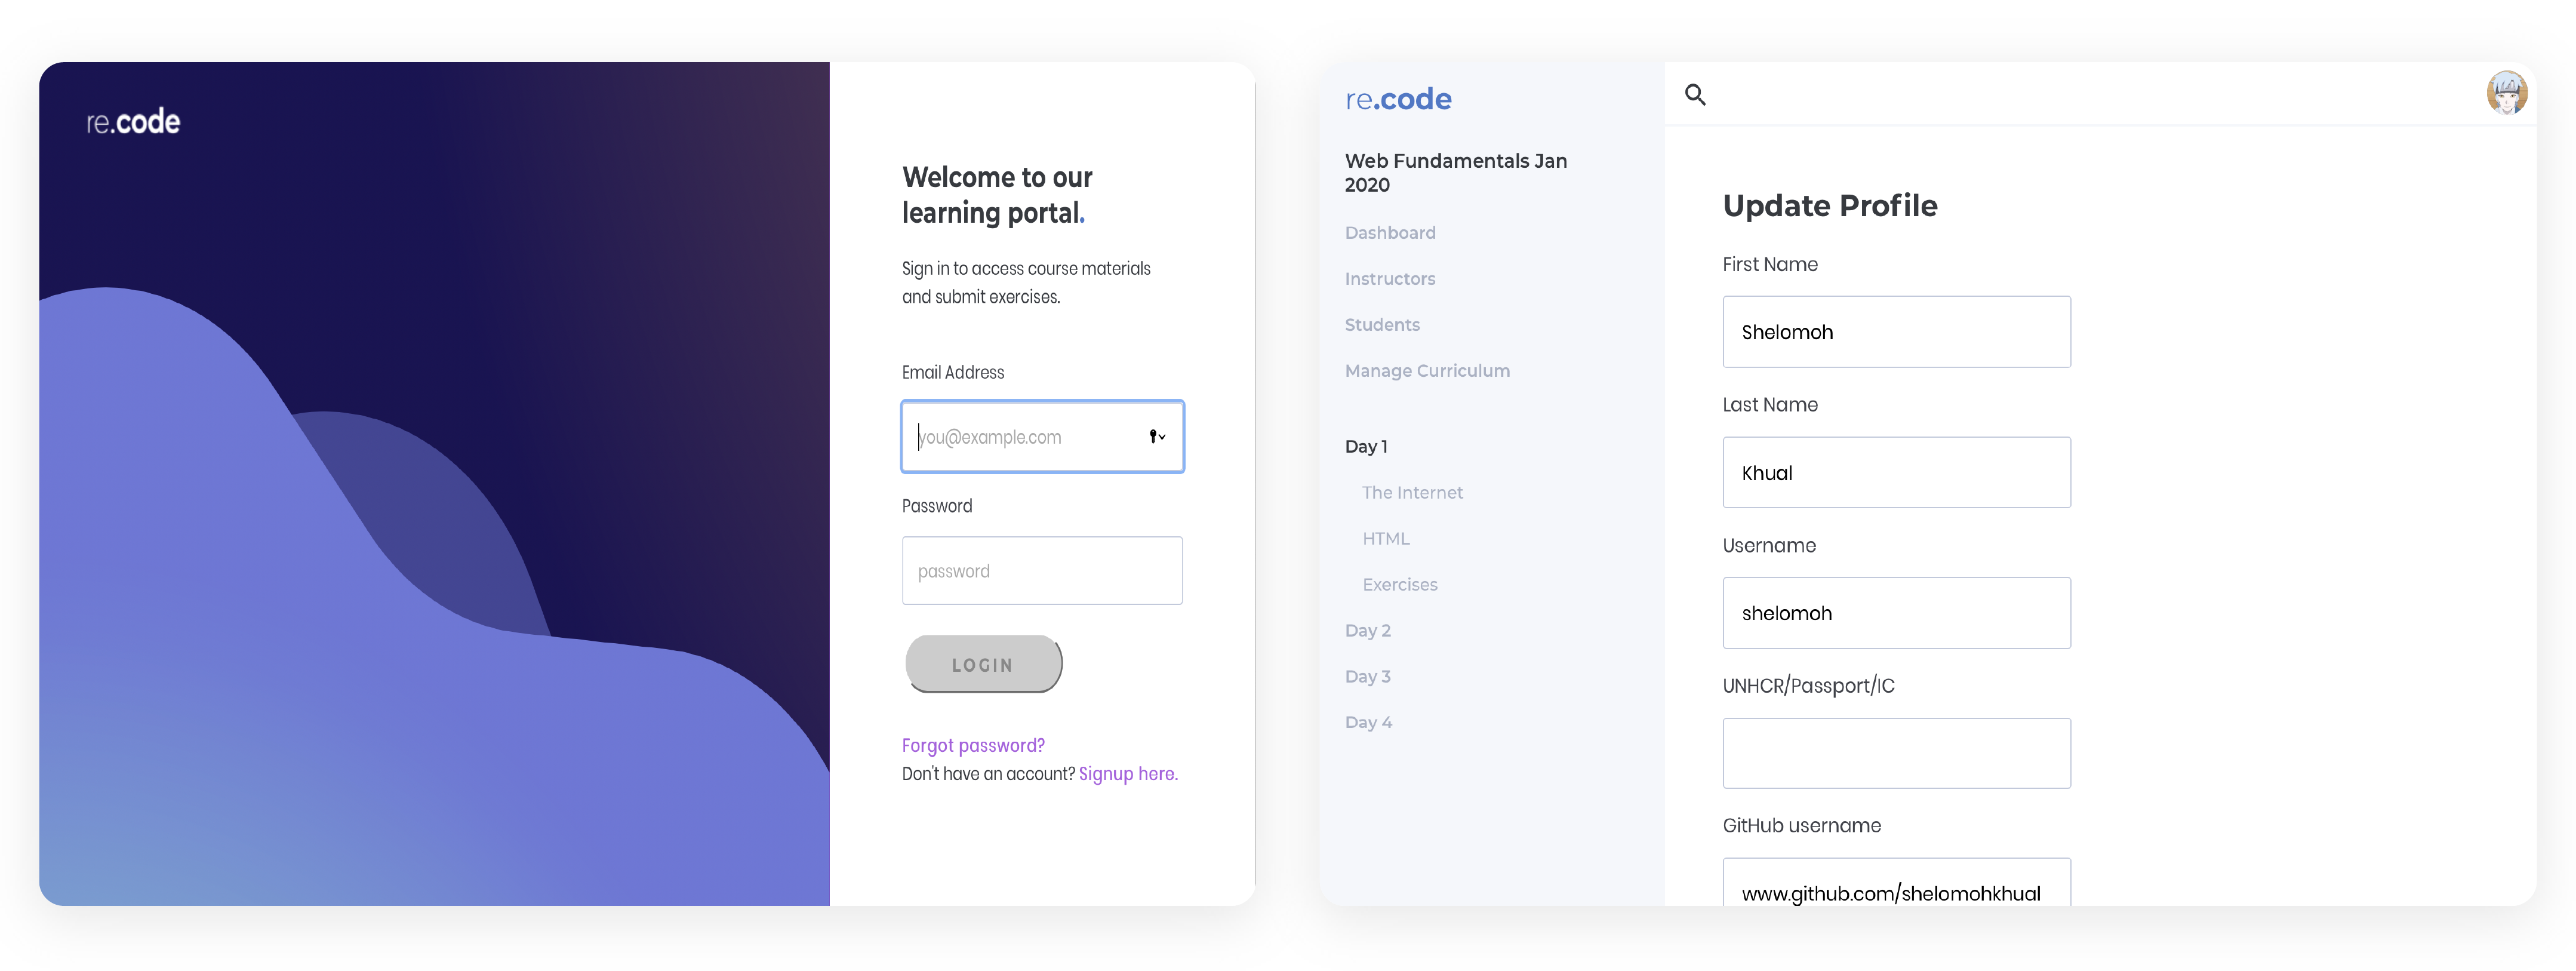 re.code
Welcome to our
learning portal.
Sign in to access course materials
and submit exercises.
Email Address
you@example.com
Password
password
LOGIN
Forgot password?
Don't have an account? Signup here.
re.code
Web Fundamentals Jan
2020
Dashboard
Instructors
Students
Manage Curriculum
Day 1
The Internet
HTML
Exercises
Day 2
Day 3
Day 4
Update Profile
First Name
Shelomoh
Last Name
Khual
Username
shelomoh
UNHCR/Passport/IC
GitHub username
www.github.com/shelomohkhual